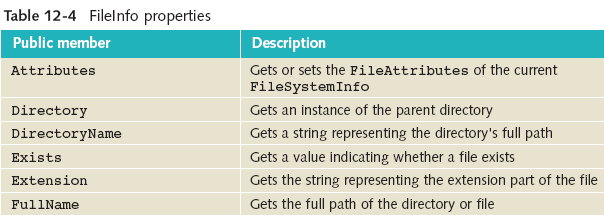 Table 12-4 FileInfo properties
Public member Description
Attributes Gets or sets the FileAttributes of the current
FileSystemInfo
Directory Gets an instance of the parent directory
DirectoryName Gets a string representing the directory's full path
Exists Gets a value indicating whether a file exists
Extension Gets the string representing the extension part of the file
FullName Gets the full path of the directory or file